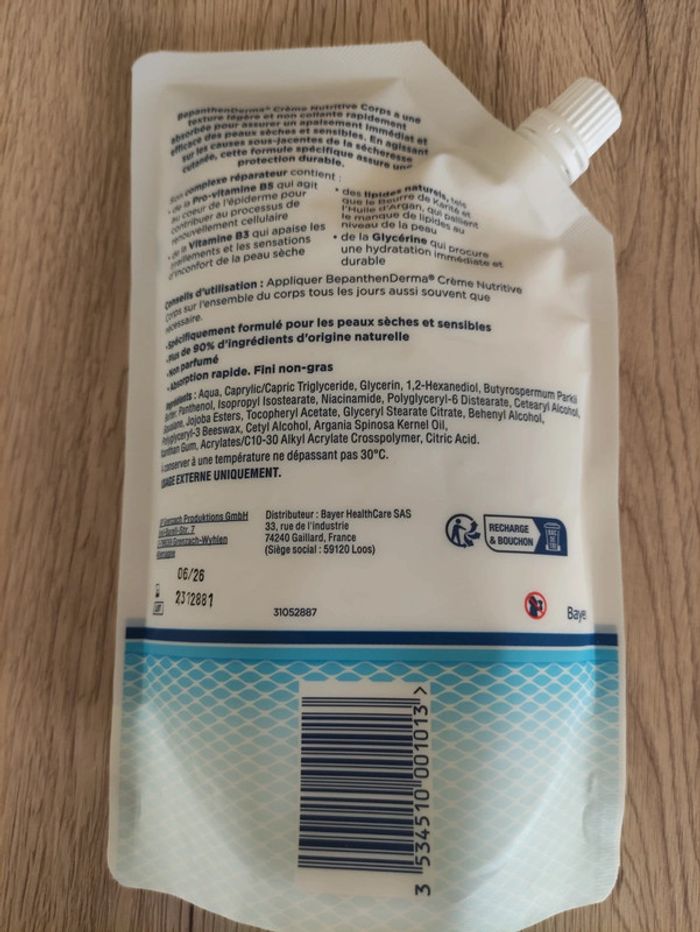 BepanthenDerma® Crème Nutritive Corps a une
texture légère et non collante rapidement
absorbée pour assurer un apaisement immédiat et
efficace des peaux sèches et sensibles. En agissant
sur les causes sous-jacentes de la sécheresse
cutanée, cette formule spécifique assure une
protection durable.
Son complexe réparateur contient :
• de la Pro-vitamine B5 qui agit
au coeur de l'épiderme pour
contribuer au processus de
renouvellement cellulaire
• de la Vitamine B3 qui apaise les
tiraillements et les sensations
d'inconfort de la peau sèche
• des lipides naturels, tels
que le Beurre de Karité et
l'Huile d'Argan, qui pallient
le manque de lipides au
niveau de la peau
• de la Glycérine qui procure
une hydratation immédiate et
durable
Conseils d'utilisation : Appliquer BepanthenDerma® Crème Nutritive
Corps sur l'ensemble du corps tous les jours aussi souvent que
nécessaire.
•Spécifiquement formulé pour les peaux sèches et sensibles
•Plus de 90% d'ingrédients d'origine naturelle
•Non parfumé
•Absorption rapide. Fini non-gras
Ingrédients : Aqua, Caprylic/Capric Triglyceride, Glycerin, 1,2-Hexanediol, Butyrospermum Parkii
Butter, Panthenol, Isopropyl Isostearate, Niacinamide, Polyglyceryl-6 Distearate, Cetearyl Alcohol,
Squalane, Jojoba Esters, Tocopheryl Acetate, Glyceryl Stearate Citrate, Behenyl Alcohol,
Polyglyceryl-3 Beeswax, Cetyl Alcohol, Argania Spinosa Kernel Oil,
Xanthan Gum, Acrylates/C10-30 Alkyl Acrylate Crosspolymer, Citric Acid.
conserver à une température ne dépassant pas 30°C.
USAGE EXTERNE UNIQUEMENT.
Produktions GmbH
Grenzach-Wyhlen
Distributeur : Bayer HealthCare SAS
33, rue de l'industrie
74240 Gaillard, France
(Siège social : 59120 Loos)
RECHARGE
& BOUCHON
BAC
DE
TRI
06/26
2312881
31052887
Baye
3 534510 001013 >